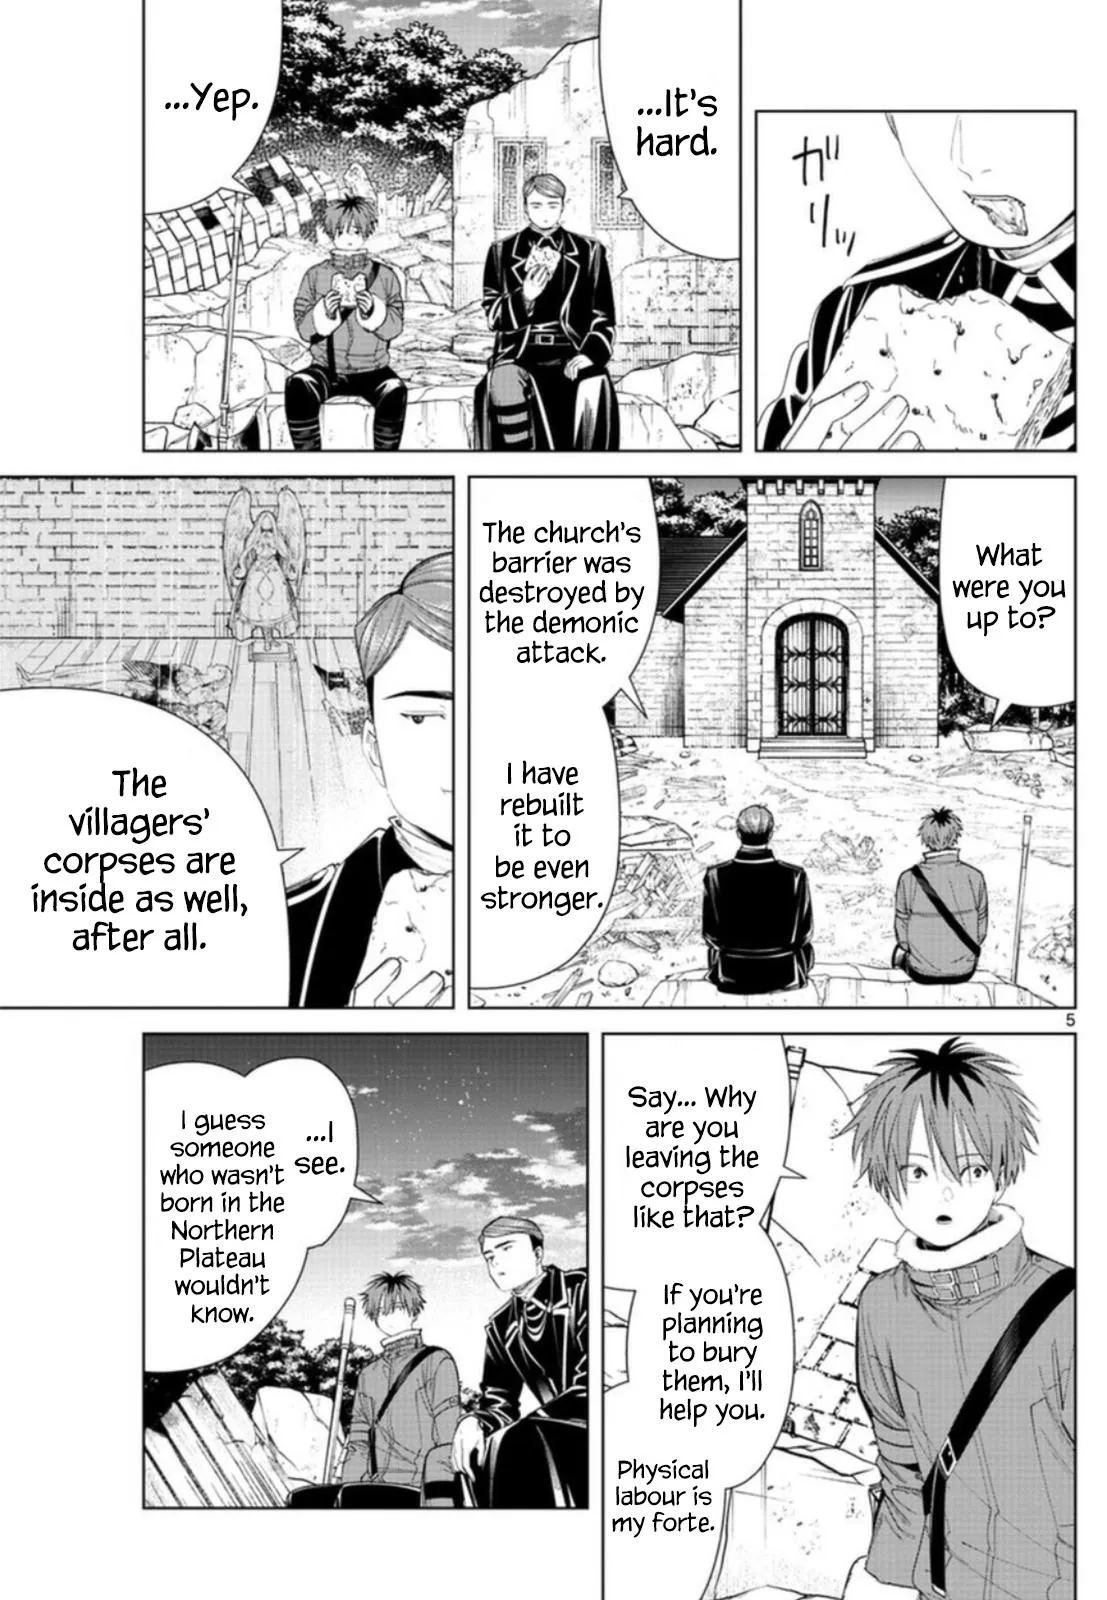 ガリッ
...It's
hard.
...Yep.
What
were you
up to?
The church's
barrier was
destroyed by
the demonic
attack.
I have
rebuilt
it to
be even
stronger.
The
villagers'
corpses are
inside as well,
after all.
5
Say... Why
are you
leaving the
corpses
like that?
If you're
planning
to bury
them, I'll
help you.
Physical
labour is
my forte.
...I
see.
I guess
someone
who wasn't
born in the
Northern
Plateau
wouldn't
know.